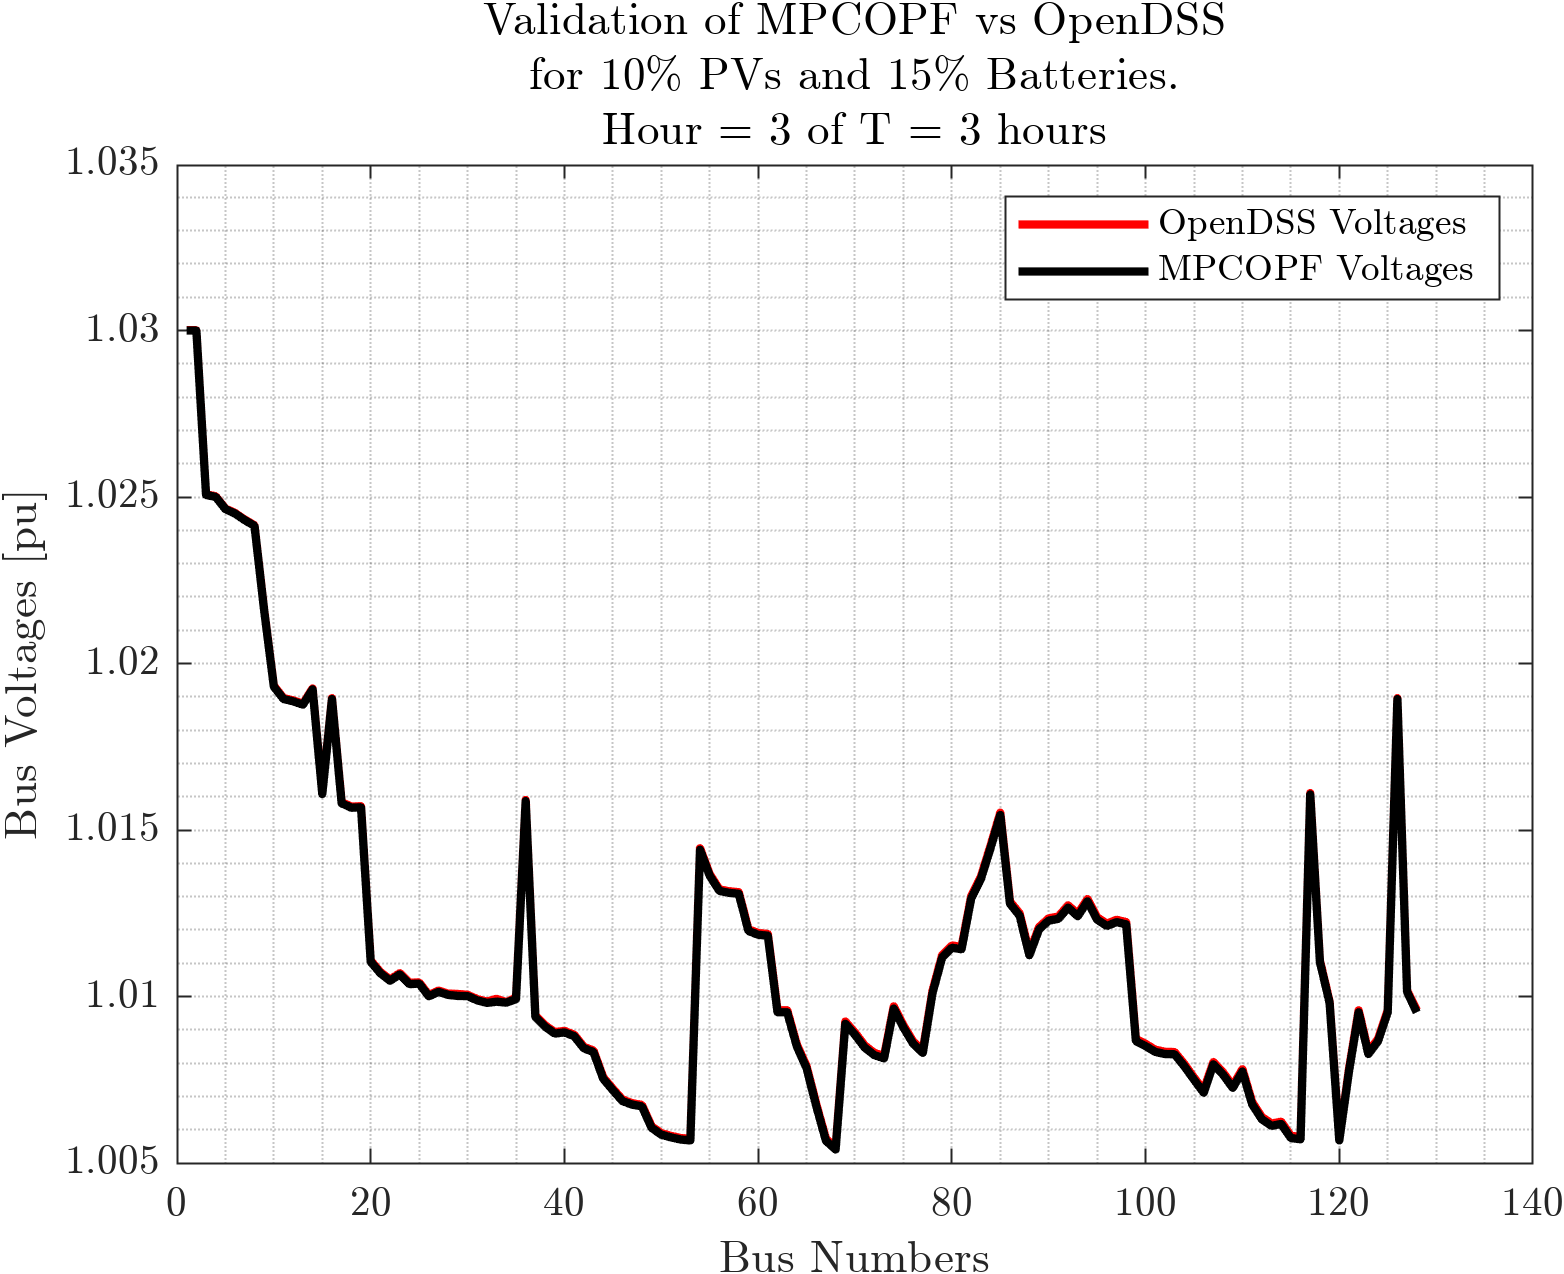 Validation of MPCOPF vs OpenDSS
for 10% PVs and 15% Batteries.
Hour = 3 of T = 3 hours
1.035
1.03
1.025
1.02
1.015
1.01
1.005
Bus Voltages [pu]
OpenDSS Voltages
MPCOPF Voltages
0 20 40 60 80 100 120 140
Bus Numbers